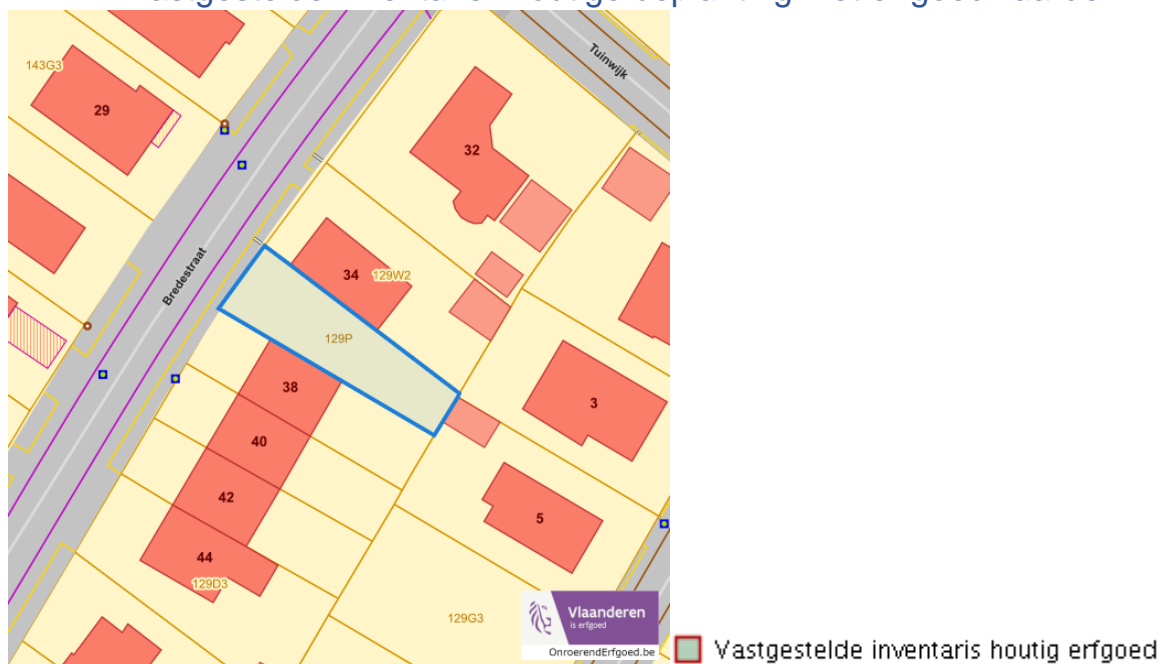 143G3
29
Tuinwijk
32
Bredestraat
34
129W2
129P
38
3
40
42
5
44
129D3
129G3
Vlaanderen
is erfgoed
OnroerendErfgoed.be
Vastgestelde inventaris houtig erfgoed